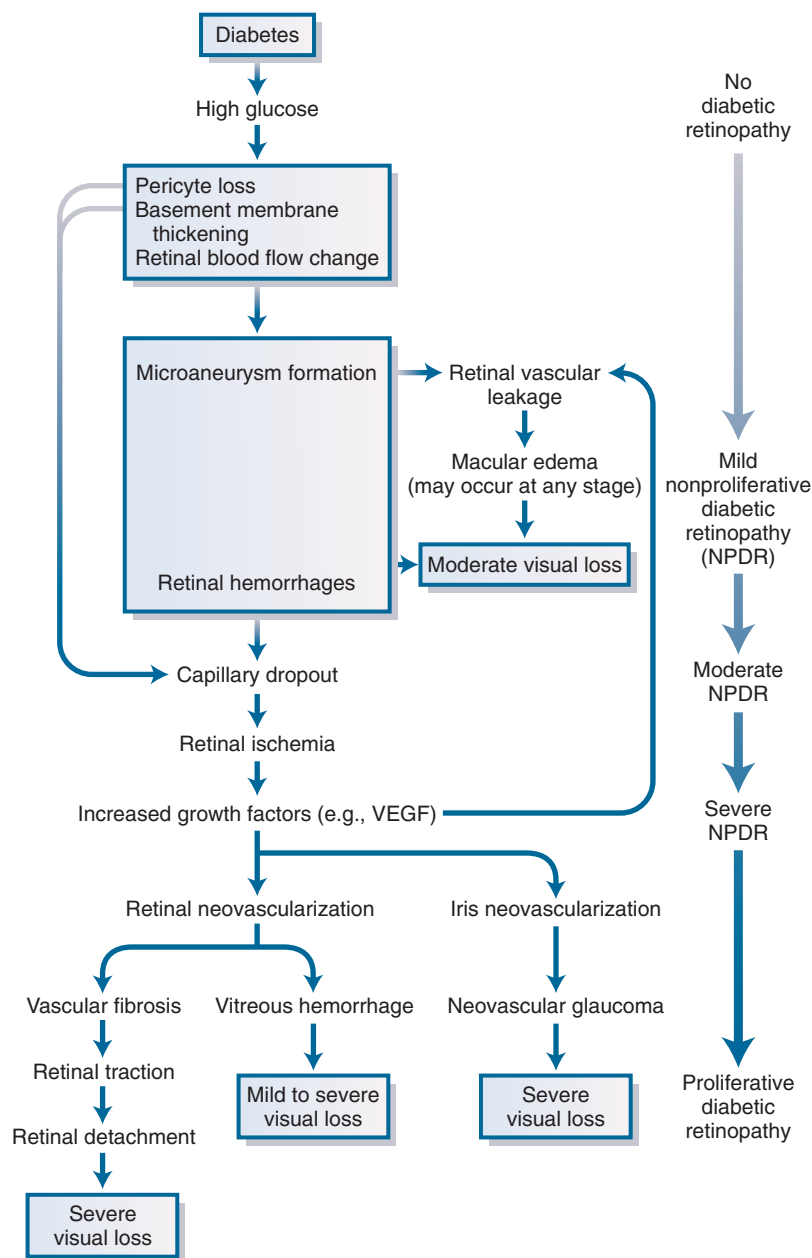 Diabetes
High glucose
Pericyte loss
Basement membrane
thickening
Retinal blood flow change
Microaneurysm formation
Retinal hemorrhages
Retinal vascular
leakage
Macular edema
(may occur at any stage)
Moderate visual loss
Capillary dropout
Retinal ischemia
Increased growth factors (e.g., VEGF)
Retinal neovascularization
Iris neovascularization
Vascular fibrosis
Vitreous hemorrhage
Neovascular glaucoma
Retinal traction
Mild to severe
visual loss
Severe
visual loss
Retinal detachment
Severe
visual loss
No
diabetic
retinopathy
Mild
nonproliferative
diabetic
retinopathy
(NPDR)
Moderate
NPDR
Severe
NPDR
Proliferative
diabetic
retinopathy